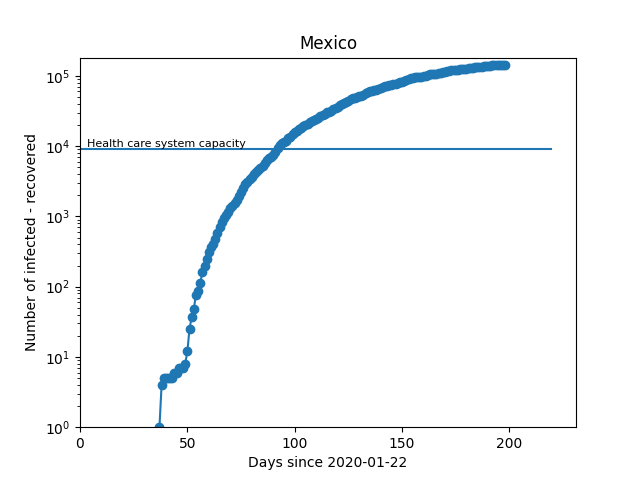 Mexico
Number of infected - recovered
10^5
10^4
10^3
10^2
10^1
10^0
Health care system capacity
0 50 100 150 200
Days since 2020-01-22